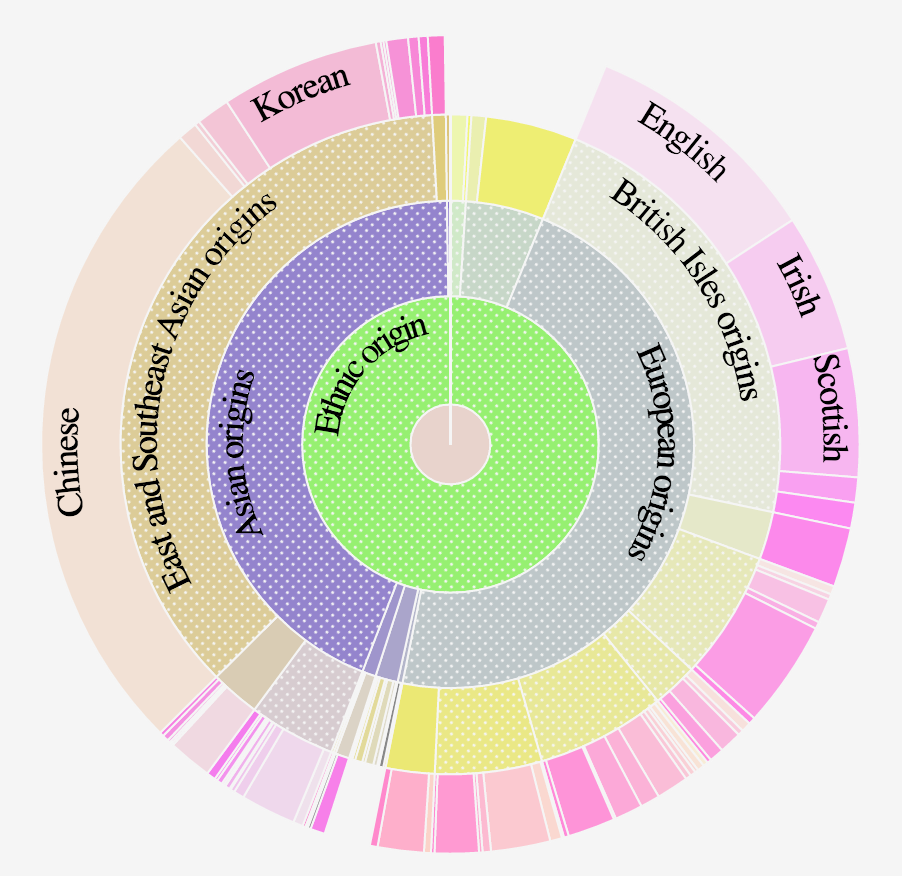 Ethnic origin
European origins
British Isles origins
English
Irish
Scottish
Asian origins
East and Southeast Asian origins
Chinese
Korean